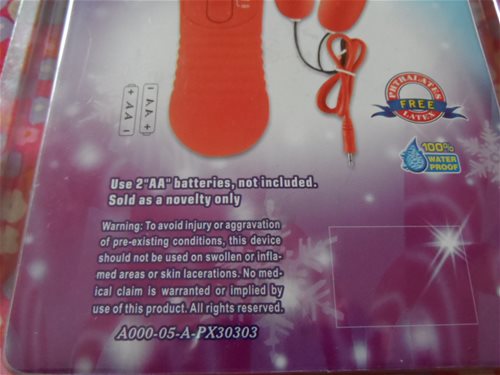 + AA -
- AA +
PHTHALATES
FREE
LATEX
100%
WATER
PROOF
Use 2"AA" batteries, not included.
Sold as a novelty only
Warning: To avoid injury or aggravation
of pre-existing conditions, this device
should not be used on swollen or infla-
med areas or skin lacerations. No med-
ical claim is warranted or implied by
use of this product. All rights reserved.
A000-05-A-PX30303